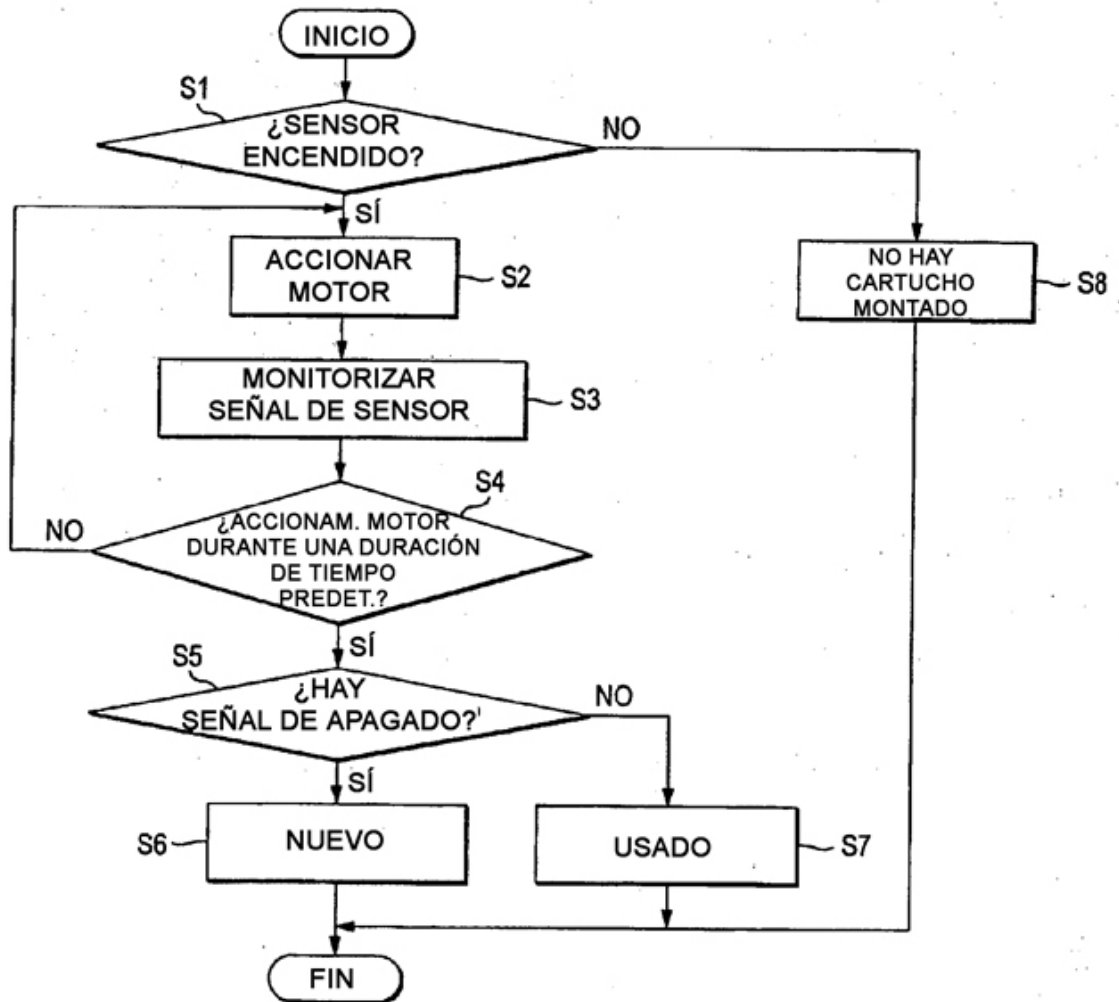 INICIO
S1
¿SENSOR
ENCENDIDO?
NO
SÍ
ACCIONAR
MOTOR
S2
NO HAY
CARTUCHO
MONTADO
S8
MONITORIZAR
SEÑAL DE SENSOR
S3
S4
NO
¿ACCIONAM. MOTOR
DURANTE UNA DURACIÓN
DE TIEMPO
PREDET.?
SÍ
S5
¿HAY
SEÑAL DE APAGADO?
NO
SÍ
S6
NUEVO
USADO
S7
FIN